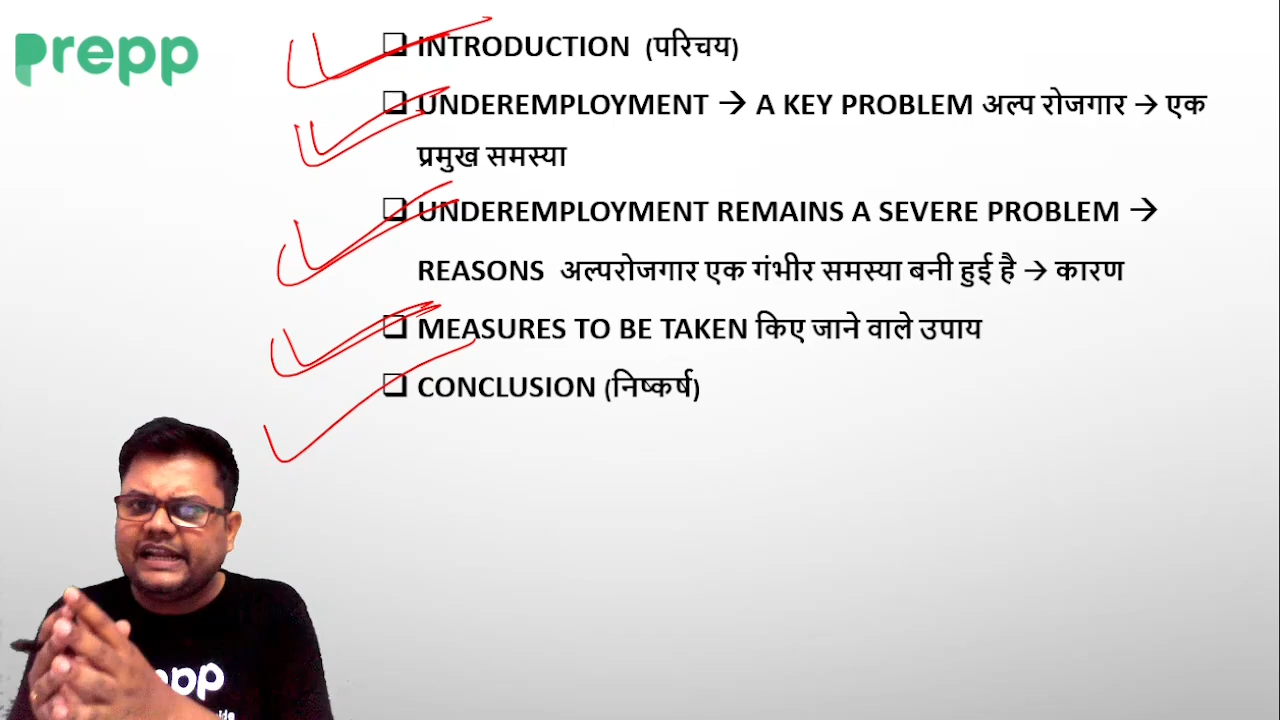 prepp
❑ INTRODUCTION (परिचय)
❑ UNDEREMPLOYMENT → A KEY PROBLEM अल्प रोजगार → एक
प्रमुख समस्या
❑ UNDEREMPLOYMENT REMAINS A SEVERE PROBLEM →
REASONS अल्परोजगार एक गंभीर समस्या बनी हुई है → कारण
❑ MEASURES TO BE TAKEN किए जाने वाले उपाय
❑ CONCLUSION (निष्कर्ष)